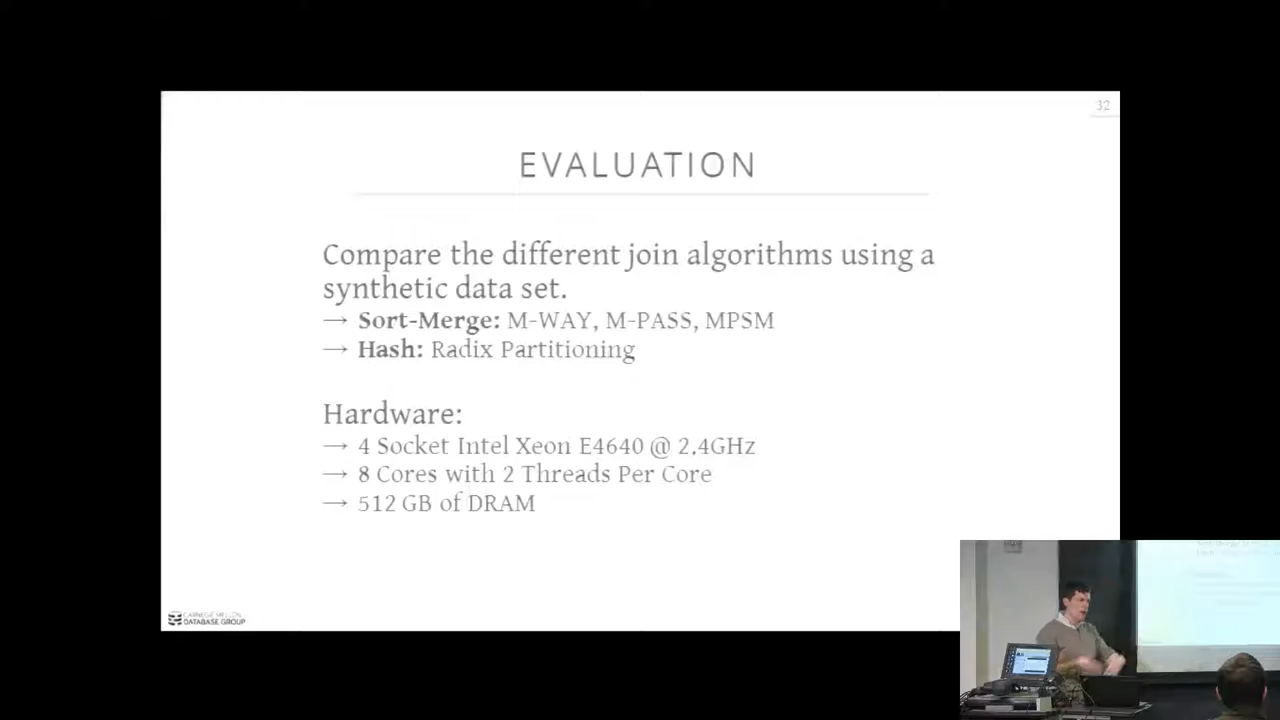 32
EVALUATION
Compare the different join algorithms using a
synthetic data set.
→ Sort-Merge: M-WAY, M-PASS, MPSM
→ Hash: Radix Partitioning
Hardware:
→ 4 Socket Intel Xeon E4640 @ 2.4GHz
→ 8 Cores with 2 Threads Per Core
→ 512 GB of DRAM
CARNEGIE MELLON
DATABASE GROUP